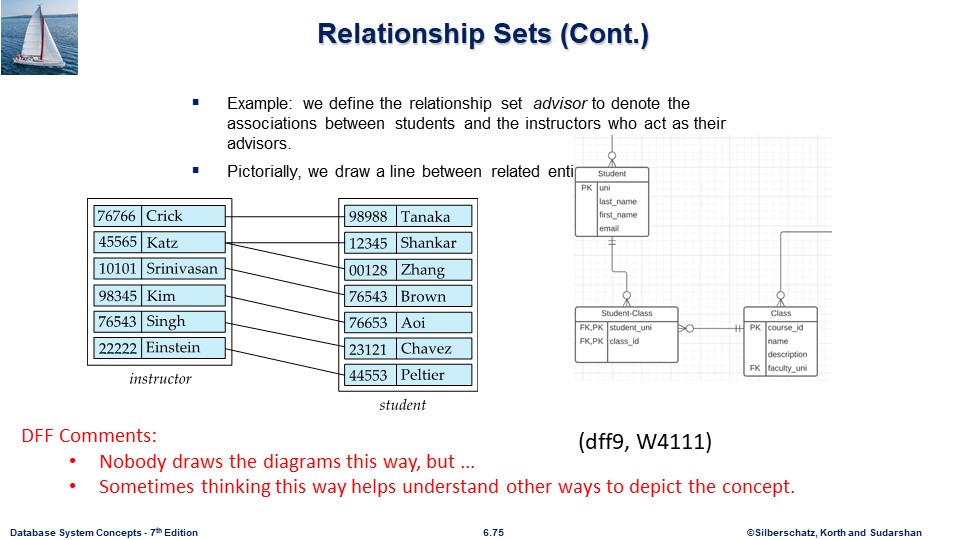 Relationship Sets (Cont.)
▪ Example: we define the relationship set advisor to denote the
associations between students and the instructors who act as their
advisors.
▪ Pictorially, we draw a line between related enti
76766 Crick
45565 Katz
10101 Srinivasan
98345 Kim
76543 Singh
22222 Einstein
instructor
98988 Tanaka
12345 Shankar
00128 Zhang
76543 Brown
76653 Aoi
23121 Chavez
44553 Peltier
student
Student
PK uni
last_name
first_name
email
Student-Class
FK,PK student_uni
FK,PK class_id
Class
PK course_id
name
description
FK faculty_uni
DFF Comments:
• Nobody draws the diagrams this way, but ...
• Sometimes thinking this way helps understand other ways to depict the concept.
(dff9, W4111)
Database System Concepts - 7th Edition
6.75
©Silberschatz, Korth and Sudarshan